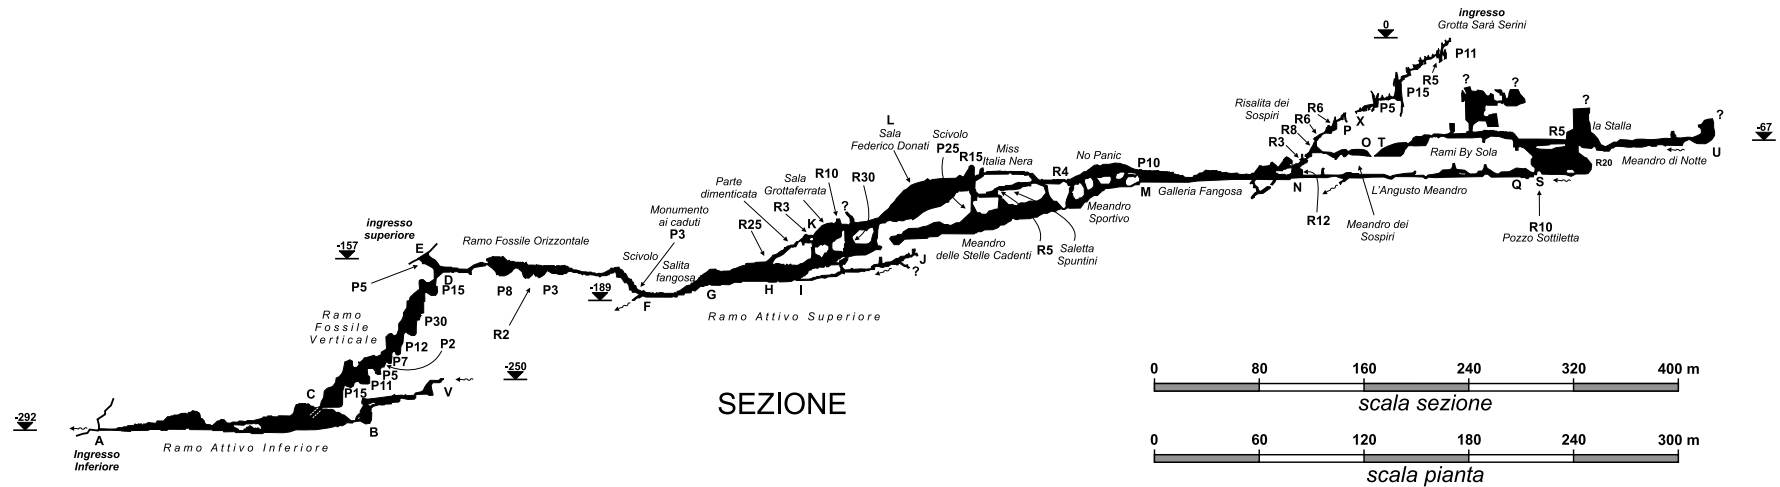 ingresso
Grotta Sarà Serini
0
P11
R5
P15
P5
X
P
R6
R6
R8
R3
Risalita dei
Sospiri
?
?
?
?
la Stalla
-67
R5
R20
U
Meandro di Notte
O
T
Rami By Sola
L
Sala
Federico Donati
Scivolo
P25
R15
Miss
Italia Nera
R4
No Panic
P10
M
Galleria Fangosa
N
L'Angusto Meandro
Q
S
R12
Meandro dei
Sospiri
R10
Pozzo Sottiletta
Parte
dimenticata
Sala
Grottaferrata
R10
?
R30
R3
K
R25
Monumento
ai caduti
P3
Meandro
Sportivo
R5
Saletta
Spuntini
Meandro
delle Stelle Cadenti
J
?
ingresso
superiore
-157
E
Ramo Fossile Orizzontale
Scivolo
Salita
fangosa
P5
D
P15
P8
P3
-189
F
G
H
I
Ramo Attivo Superiore
R2
Ramo
Fossile
Verticale
P30
P12
P2
P7
P5
P11
P15
C
-250
V
-292
A
B
Ingresso
Inferiore
Ramo Attivo Inferiore
SEZIONE
0
80
160
240
320
400 m
scala sezione
0
60
120
180
240
300 m
scala pianta